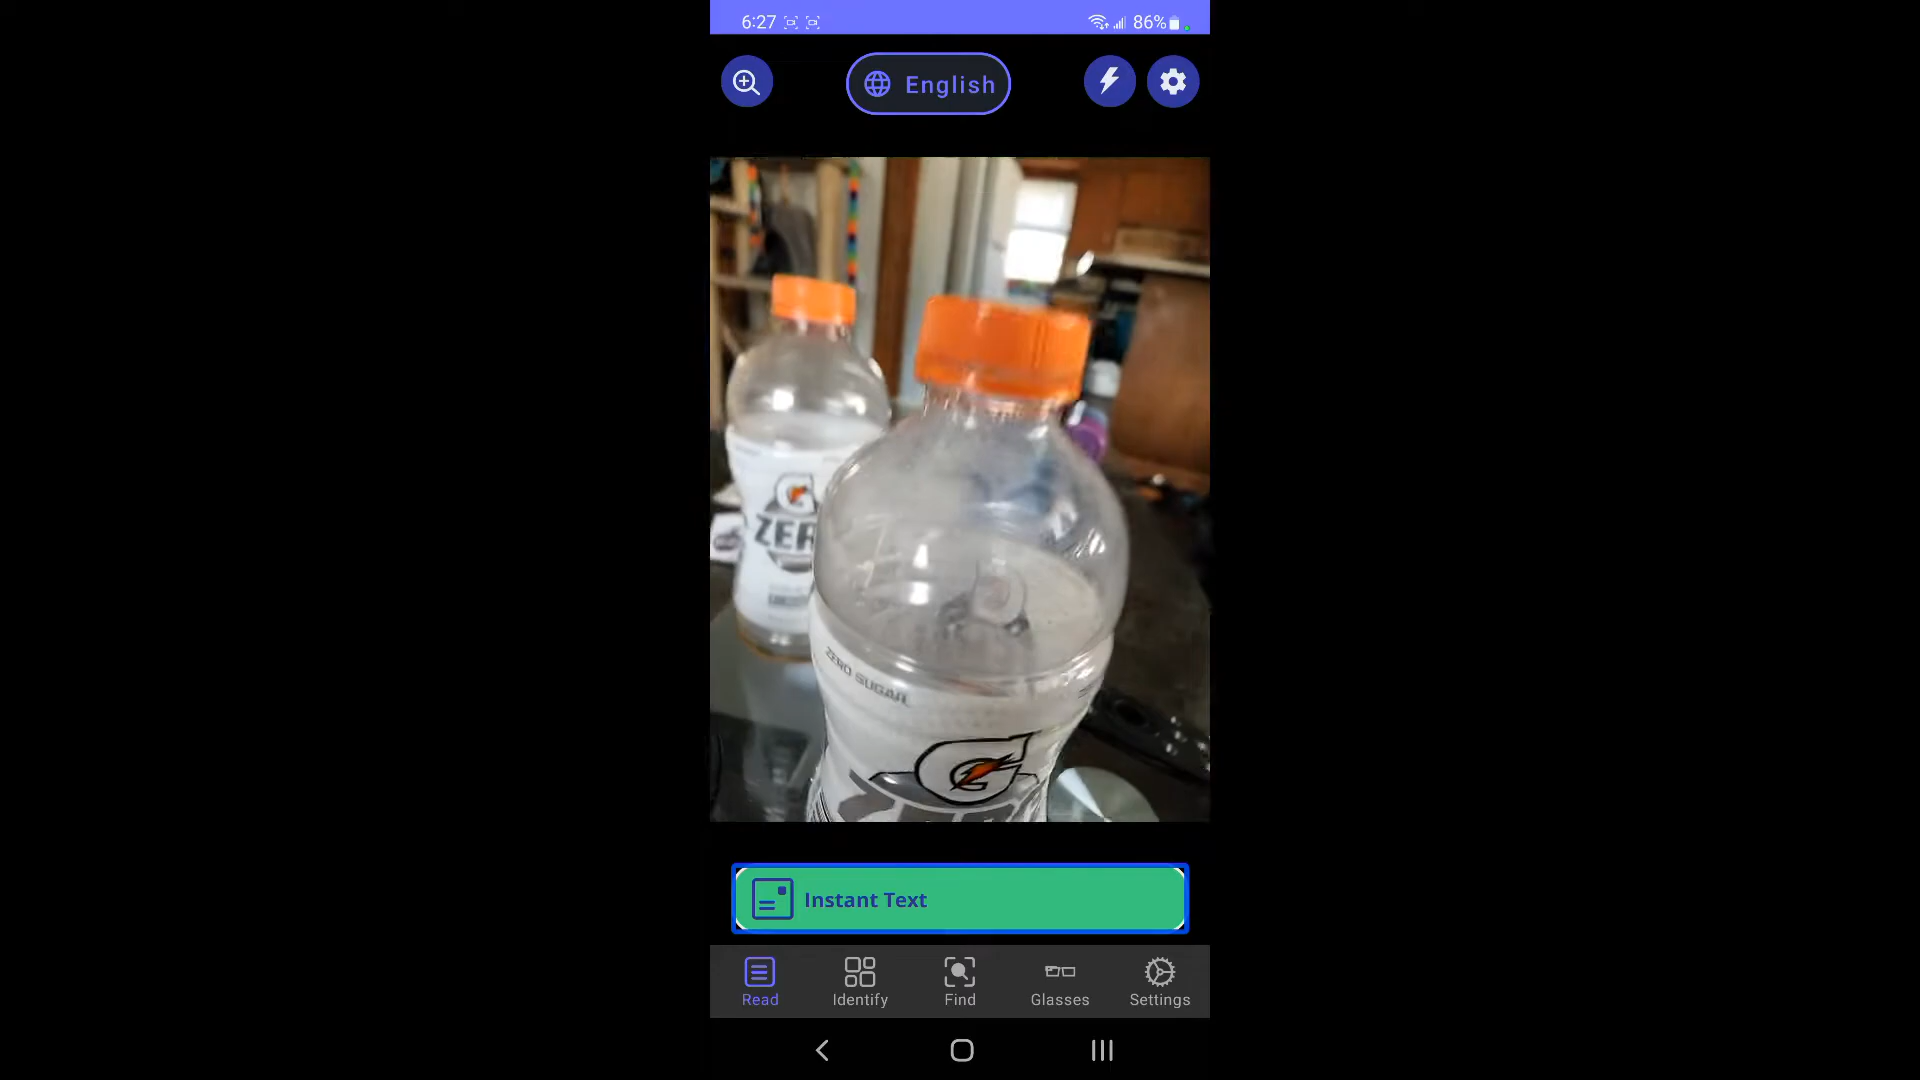 6:27
86%
English
G
ZER
ZERO SUGAR
G
Instant Text
Read
Identify
Find
Glasses
Settings